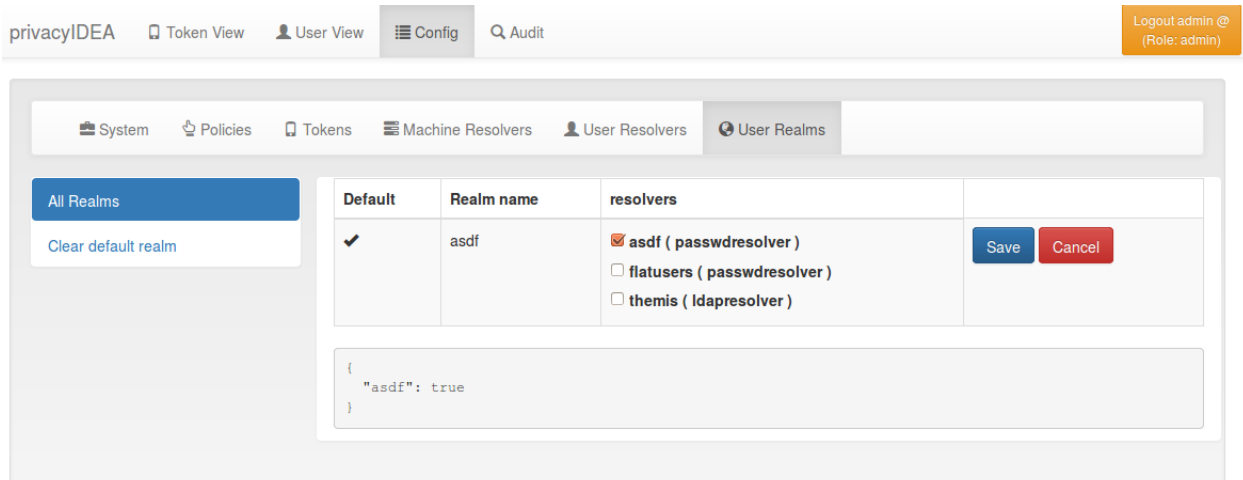 privacyIDEA Token View User View Config Audit
Logout admin @
(Role: admin)
System Policies Tokens Machine Resolvers User Resolvers User Realms
All Realms
Clear default realm
Default Realm name resolvers
asdf
asdf ( passwdresolver )
flatusers ( passwdresolver )
themis ( ldapresolver )
Save Cancel
{
"asdf": true
}